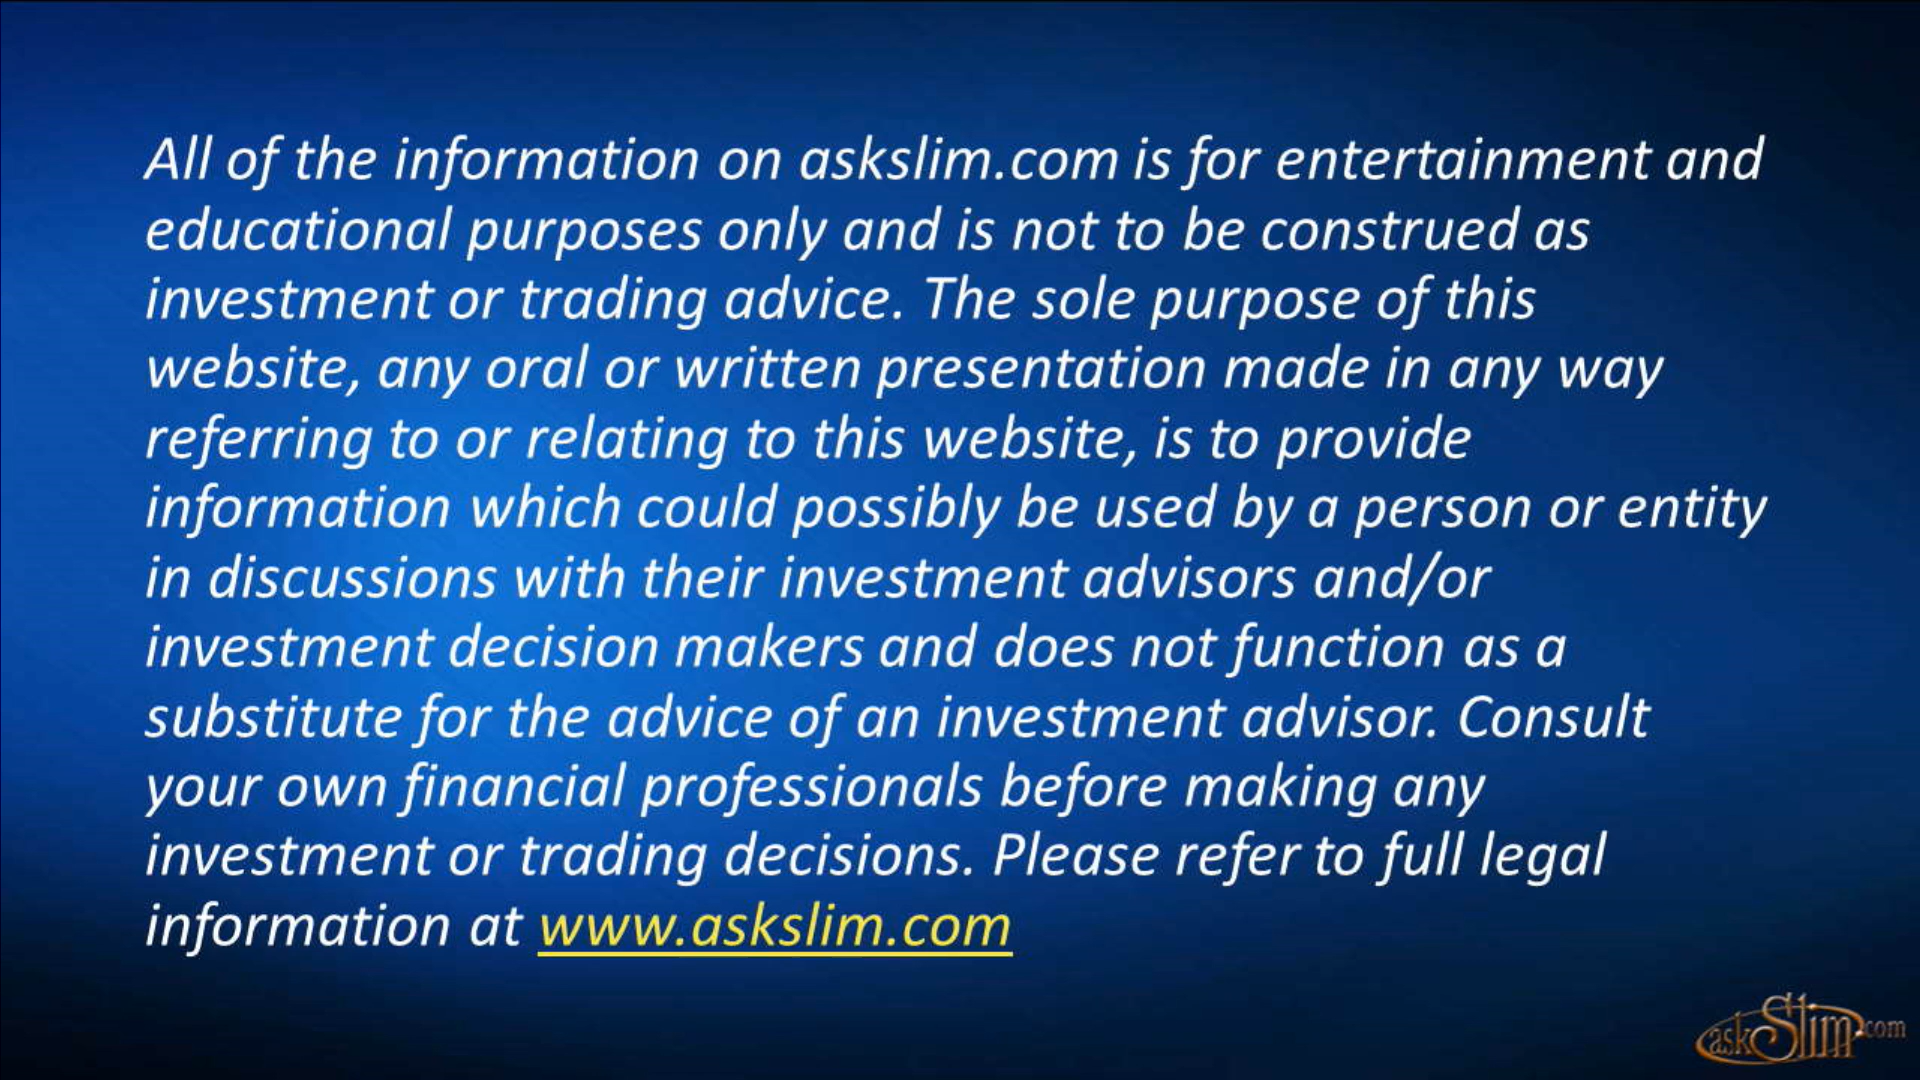 All of the information on askslim.com is for entertainment and
educational purposes only and is not to be construed as
investment or trading advice. The sole purpose of this
website, any oral or written presentation made in any way
referring to or relating to this website, is to provide
information which could possibly be used by a person or entity
in discussions with their investment advisors and/or
investment decision makers and does not function as a
substitute for the advice of an investment advisor. Consult
your own financial professionals before making any
investment or trading decisions. Please refer to full legal
information at www.askslim.com
askSlim.com